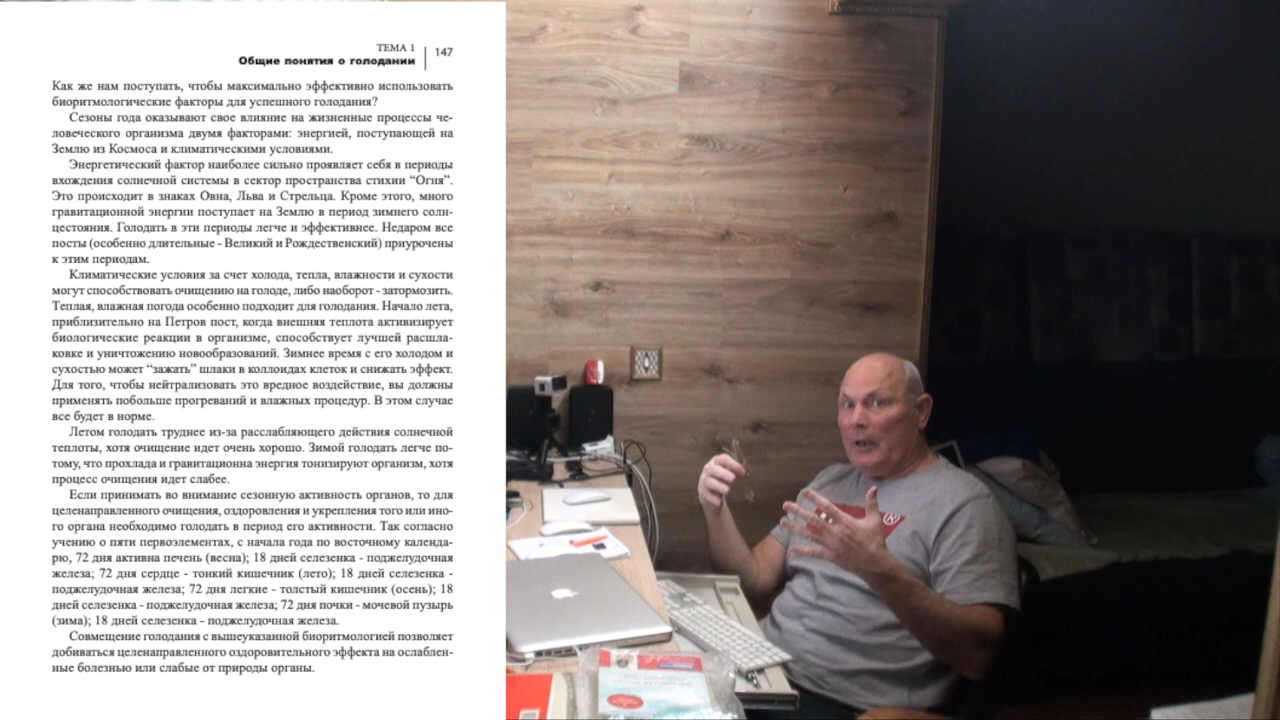 ТЕМА 1
Общие понятия о голодании
147
Как же нам поступать, чтобы максимально эффективно использовать
биоритмологические факторы для успешного голодания?
Сезоны года оказывают свое влияние на жизненные процессы че-
ловеческого организма двумя факторами: энергией, поступающей на
Землю из Космоса и климатическими условиями.
Энергетический фактор наиболее сильно проявляет себя в периоды
вхождения солнечной системы в сектор пространства стихии “Огня”.
Это происходит в знаках Овна, Льва и Стрельца. Кроме этого, много
гравитационной энергии поступает на Землю в период зимнего солн-
цестояния. Голодать в эти периоды легче и эффективнее. Недаром все
посты (особенно длительные - Великий и Рождественский) приурочены
к этим периодам.
Климатические условия за счет холода, тепла, влажности и сухости
могут способствовать очищению на голоде, либо наоборот - затормозить.
Теплая, влажная погода особенно подходит для голодания. Начало лета,
приблизительно на Петров пост, когда внешняя теплота активизирует
биологические реакции в организме, способствует лучшей расшла-
ковке и уничтожению новообразований. Зимнее время с его холодом и
сухостью может “зажать” шлаки в коллоидах клеток и снижать эффект.
Для того, чтобы нейтрализовать это вредное воздействие, вы должны
применять побольше прогреваний и влажных процедур. В этом случае
все будет в норме.
Летом голодать труднее из-за расслабляющего действия солнечной
теплоты, хотя очищение идет очень хорошо. Зимой голодать легче по-
тому, что прохлада и гравитационна энергия тонизируют организм, хотя
процесс очищения идет слабее.
Если принимать во внимание сезонную активность органов, то для
целенаправленного очищения, оздоровления и укрепления того или ино-
го органа необходимо голодать в период его активности. Так согласно
учению о пяти первоэлементах, с начала года по восточному календа-
рю, 72 дня активна печень (весна); 18 дней селезенка - поджелудочная
железа; 72 дня сердце - тонкий кишечник (лето); 18 дней селезенка -
поджелудочная железа; 72 дня легкие - толстый кишечник (осень); 18
дней селезенка - поджелудочная железа; 72 дня почки - мочевой пузырь
(зима); 18 дней селезенка - поджелудочная железа.
Совмещение голодания с вышеуказанной биоритмологией позволяет
добиваться целенаправленного оздоровительного эффекта на ослаблен-
ные болезнью или слабые от природы органы.